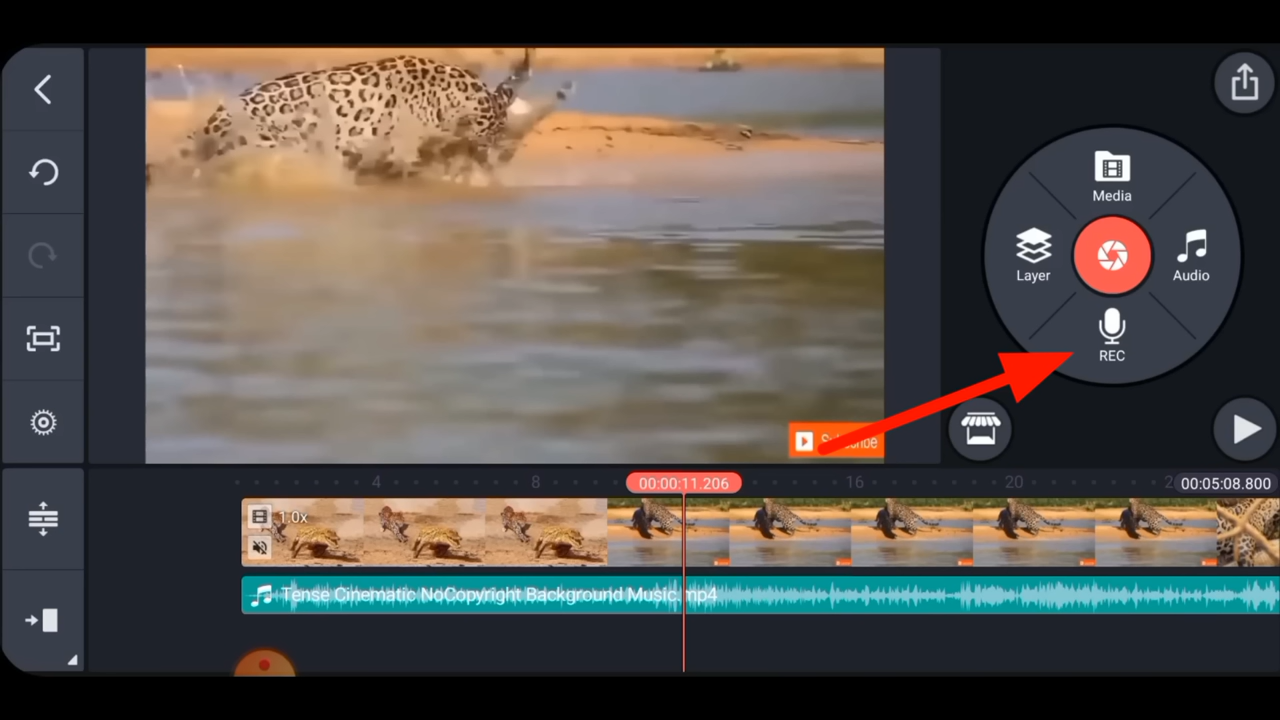 Media
Layer
Audio
REC
4
8
00:00:11.206
16
20
00:05:08.800
1.0x
Tense Cinematic NoCopyright Background Music.mp4